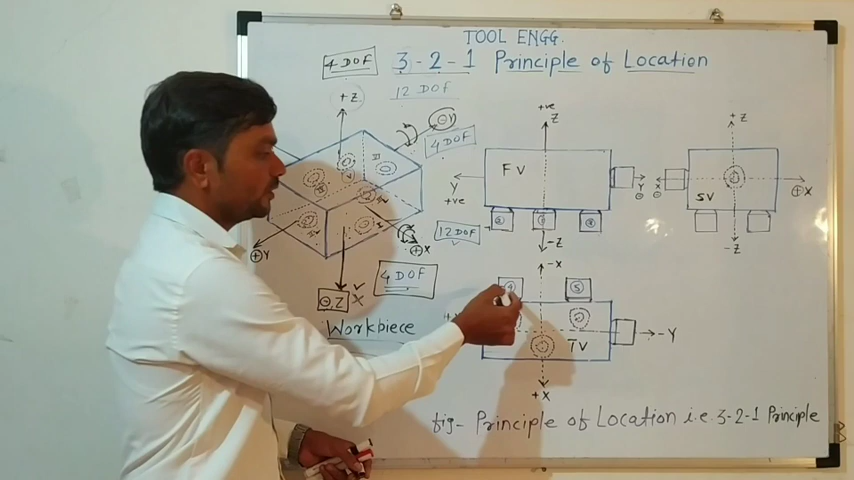 TOOL ENGG.
4 DOF 3-2-1 Principle of Location
12 DOF
+Z
-Y
4 DOF
+Y
+X
-Z
4 DOF
Workpiece
+ve
Z
FV
Y
+ve
Y
12 DOF
-Z
+Z
X
+X
SV
-Z
-X
5
TV
-Y
+X
fig- Principle of Location i.e. 3-2-1 Principle